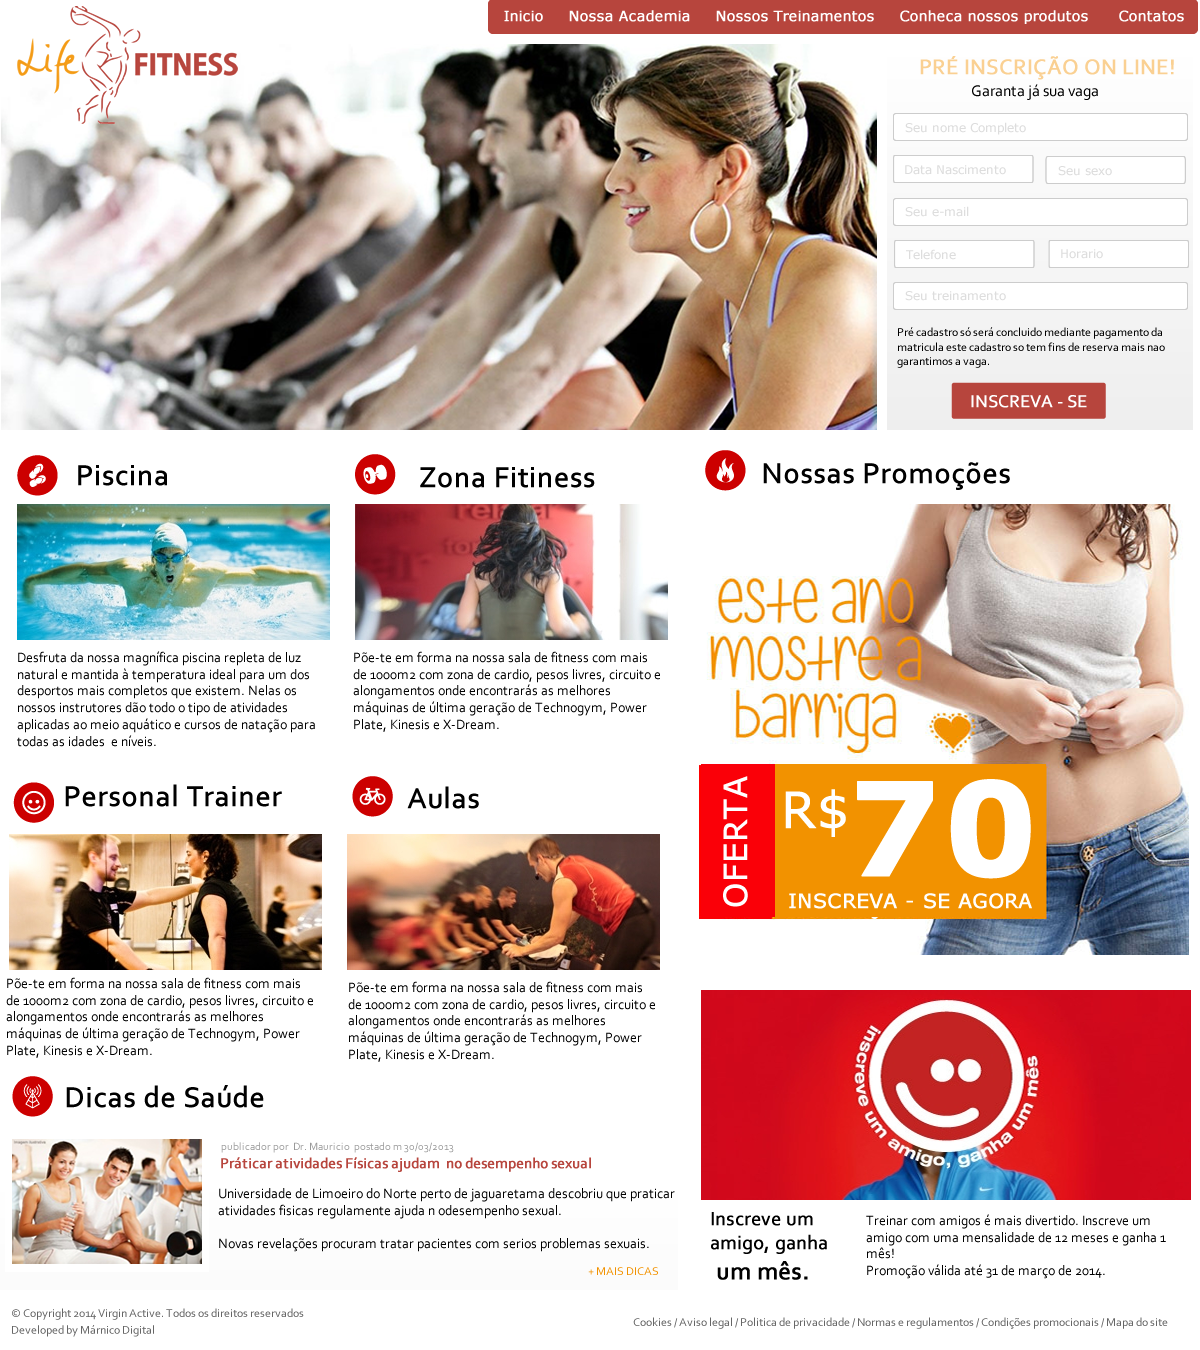 Life FITNESS
Inicio Nossa Academia Nossos Treinamentos Conheca nossos produtos Contatos
PRÉ INSCRIÇÃO ON LINE!
Garanta já sua vaga
Seu nome Completo
Data Nascimento Seu sexo
Seu e-mail
Telefone Horario
Seu treinamento
Pré cadastro só será concluido mediante pagamento da
matricula este cadastro so tem fins de reserva mais nao
garantimos a vaga.
INSCREVA - SE
Piscina
Desfruta da nossa magnífica piscina repleta de luz
natural e mantida à temperatura ideal para um dos
desportos mais completos que existem. Nelas os
nossos instrutores dão todo o tipo de atividades
aplicadas ao meio aquático e cursos de natação para
todas as idades e níveis.
Zona Fitiness
Põe-te em forma na nossa sala de fitness com mais
de 1000m2 com zona de cardio, pesos livres, circuito e
alongamentos onde encontrarás as melhores
máquinas de última geração de Technogym, Power
Plate, Kinesis e X-Dream.
Nossas Promoções
este ano
mostre a
barriga
OFERTA
R$70
INSCREVA - SE AGORA
Personal Trainer
Põe-te em forma na nossa sala de fitness com mais
de 1000m2 com zona de cardio, pesos livres, circuito e
alongamentos onde encontrarás as melhores
máquinas de última geração de Technogym, Power
Plate, Kinesis e X-Dream.
Aulas
Põe-te em forma na nossa sala de fitness com mais
de 1000m2 com zona de cardio, pesos livres, circuito e
alongamentos onde encontrarás as melhores
máquinas de última geração de Technogym, Power
Plate, Kinesis e X-Dream.
inscreve um amigo, ganha um mês
Inscreve um
amigo, ganha
um mês.
Treinar com amigos é mais divertido. Inscreve um
amigo com uma mensalidade de 12 meses e ganha 1
mês!
Promoção válida até 31 de março de 2014.
Dicas de Saúde
publicador por Dr. Mauricio postado m 30/03/2013
Práticar atividades Físicas ajudam no desempenho sexual
Universidade de Limoeiro do Norte perto de jaguaretama descobriu que praticar
atividades fisicas regulamente ajuda n odesempenho sexual.
Novas revelações procuram tratar pacientes com serios problemas sexuais.
+ MAIS DICAS
© Copyright 2014 Virgin Active. Todos os direitos reservados
Developed by Márnico Digital
Cookies / Aviso legal / Politica de privacidade / Normas e regulamentos / Condições promocionais / Mapa do site